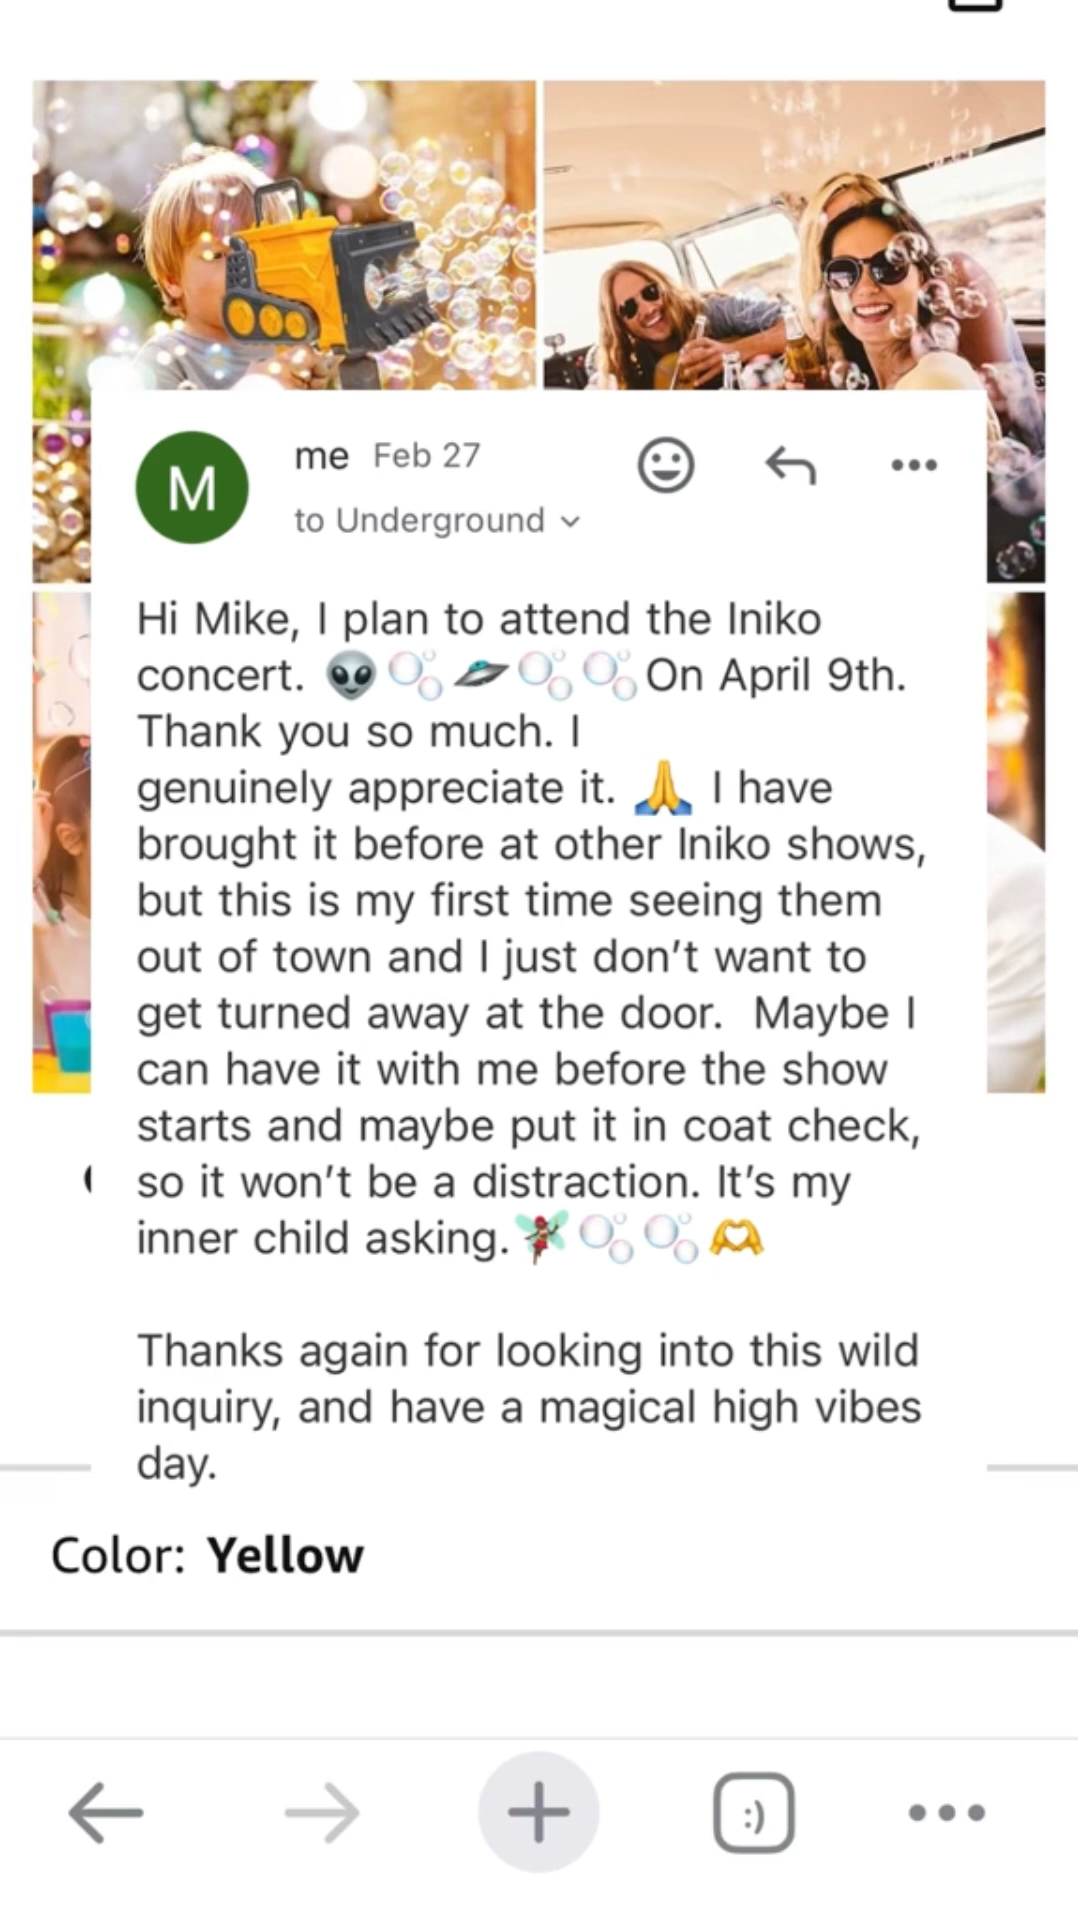 M
me Feb 27
to Underground
Hi Mike, I plan to attend the Iniko
concert. 👽🫧🛸🫧🫧On April 9th.
Thank you so much. I
genuinely appreciate it. 🙏 I have
brought it before at other Iniko shows,
but this is my first time seeing them
out of town and I just don’t want to
get turned away at the door.  Maybe I
can have it with me before the show
starts and maybe put it in coat check,
so it won’t be a distraction. It’s my
inner child asking.🧚🫧🫧🫶
Thanks again for looking into this wild
inquiry, and have a magical high vibes
day.
Color: Yellow
:)